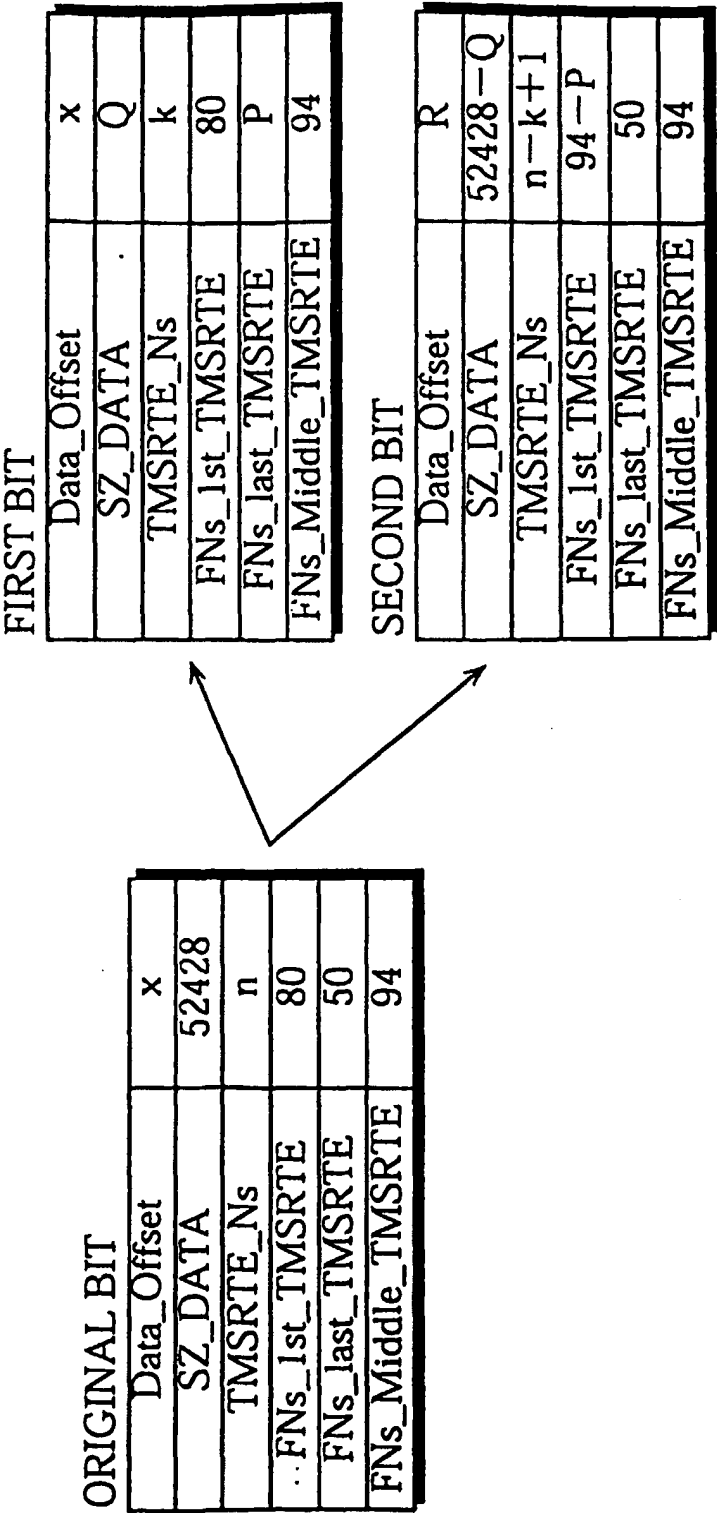 ORIGINAL BIT
Data_Offset x
SZ_DATA 52428
TMSRTE_Ns n
FNs_1st_TMSRTE 80
FNs_last_TMSRTE 50
FNs_Middle_TMSRTE 94
FIRST BIT
Data_Offset x
SZ_DATA Q
TMSRTE_Ns k
FNs_1st_TMSRTE 80
FNs_last_TMSRTE P
FNs_Middle_TMSRTE 94
SECOND BIT
Data_Offset R
SZ_DATA 52428-Q
TMSRTE_Ns n-k+1
FNs_1st_TMSRTE 94-P
FNs_last_TMSRTE 50
FNs_Middle_TMSRTE 94